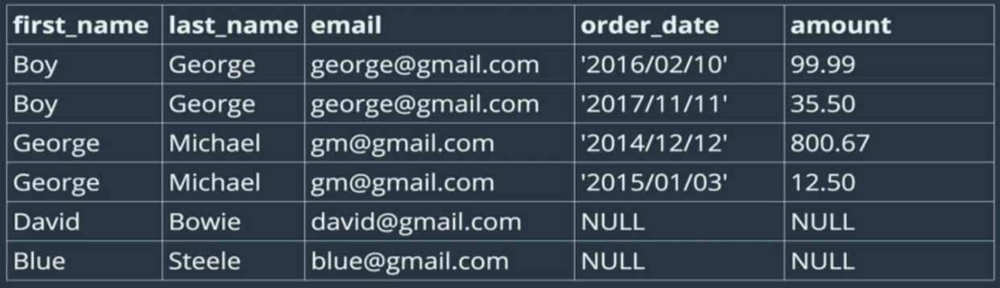 first_name last_name email order_date amount
Boy George george@gmail.com '2016/02/10' 99.99
Boy George george@gmail.com '2017/11/11' 35.50
George Michael gm@gmail.com '2014/12/12' 800.67
George Michael gm@gmail.com '2015/01/03' 12.50
David Bowie david@gmail.com NULL NULL
Blue Steele blue@gmail.com NULL NULL